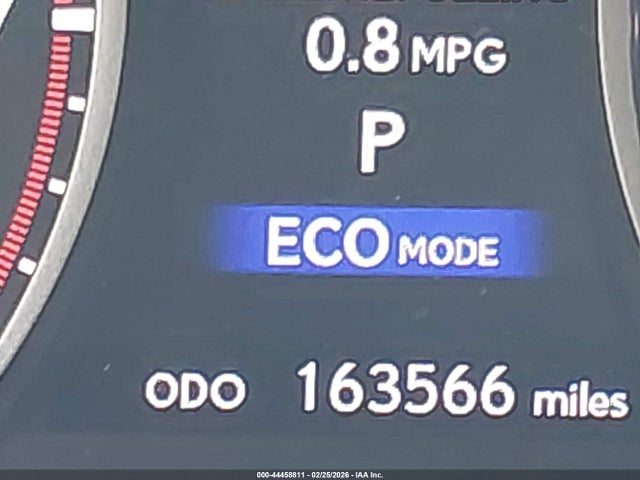 0.8 MPG
P
ECO MODE
ODO 163566 miles
000-44458811 - 02/25/2026 - IAA Inc.